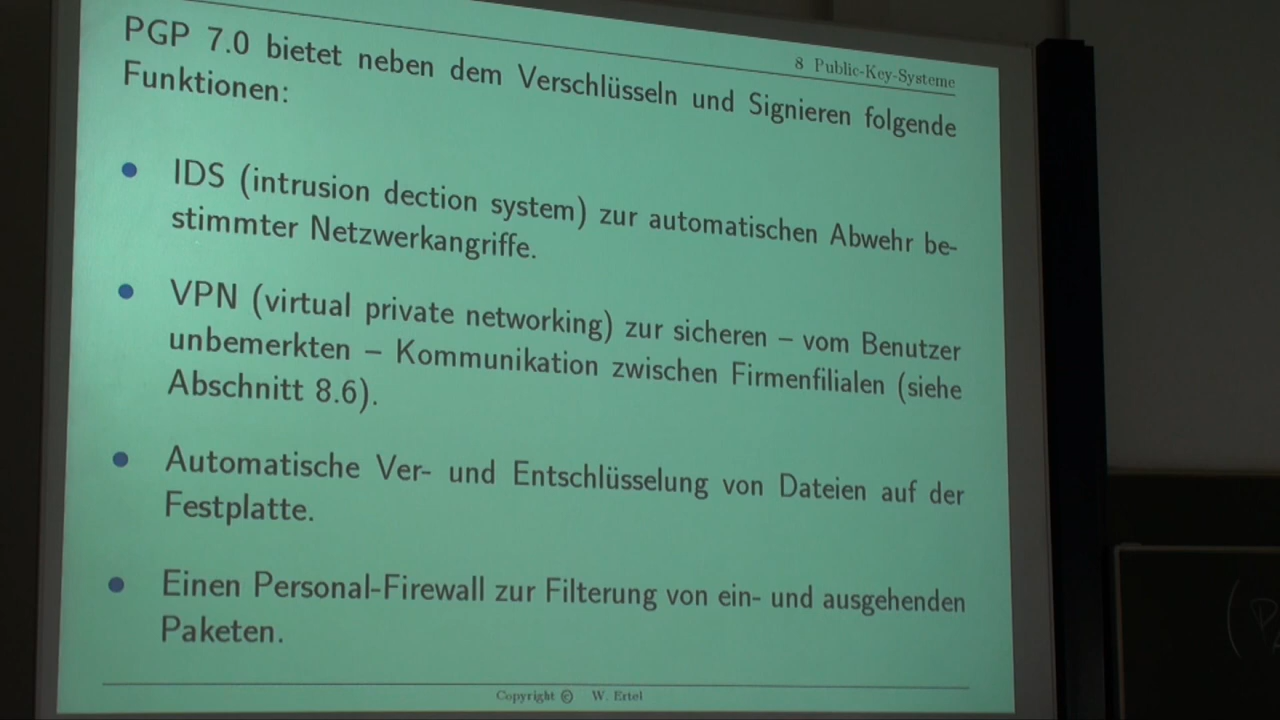 8 Public-Key-Systeme
PGP 7.0 bietet neben dem Verschlüsseln und Signieren folgende
Funktionen:
• IDS (intrusion dection system) zur automatischen Abwehr be-
stimmter Netzwerkangriffe.
• VPN (virtual private networking) zur sicheren – vom Benutzer
unbemerkten – Kommunikation zwischen Firmenfilialen (siehe
Abschnitt 8.6).
• Automatische Ver- und Entschlüsselung von Dateien auf der
Festplatte.
• Einen Personal-Firewall zur Filterung von ein- und ausgehenden
Paketen.
Copyright © W. Ertel